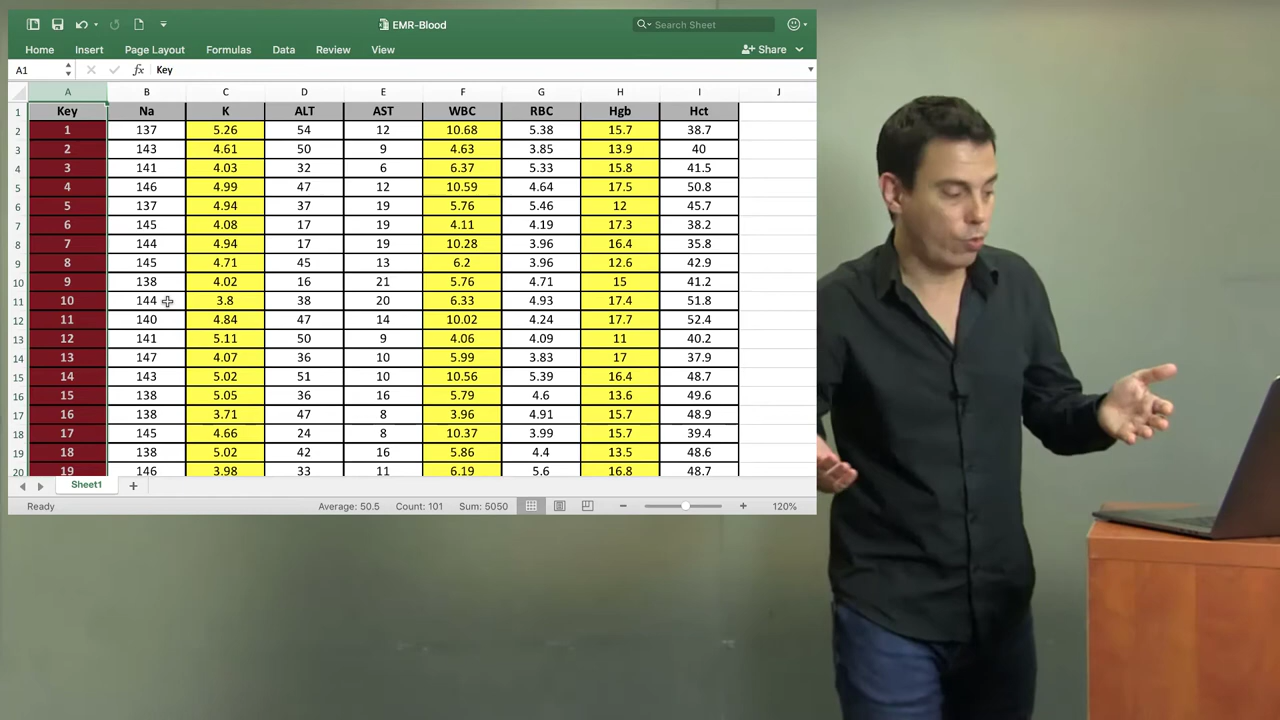 EMR-Blood
Search Sheet
Home Insert Page Layout Formulas Data Review View Share
A1 fx Key
A B C D E F G H I J
1 Key Na K ALT AST WBC RBC Hgb Hct
2 1 137 5.26 54 12 10.68 5.38 15.7 38.7
3 2 143 4.61 50 9 4.63 3.85 13.9 40
4 3 141 4.03 32 6 6.37 5.33 15.8 41.5
5 4 146 4.99 47 12 10.59 4.64 17.5 50.8
6 5 137 4.94 37 19 5.76 5.46 12 45.7
7 6 145 4.08 17 19 4.11 4.19 17.3 38.2
8 7 144 4.94 17 19 10.28 3.96 16.4 35.8
9 8 145 4.71 45 13 6.2 3.96 12.6 42.9
10 9 138 4.02 16 21 5.76 4.71 15 41.2
11 10 144 3.8 38 20 6.33 4.93 17.4 51.8
12 11 140 4.84 47 14 10.02 4.24 17.7 52.4
13 12 141 5.11 50 9 4.06 4.09 11 40.2
14 13 147 4.07 36 10 5.99 3.83 17 37.9
15 14 143 5.02 51 10 10.56 5.39 16.4 48.7
16 15 138 5.05 36 16 5.79 4.6 13.6 49.6
17 16 138 3.71 47 8 3.96 4.91 15.7 48.9
18 17 145 4.66 24 8 10.37 3.99 15.7 39.4
19 18 138 5.02 42 16 5.86 4.4 13.5 48.6
20 19 146 3.98 33 11 6.19 5.6 16.8 48.7
Sheet1
Ready Average: 50.5 Count: 101 Sum: 5050 120%